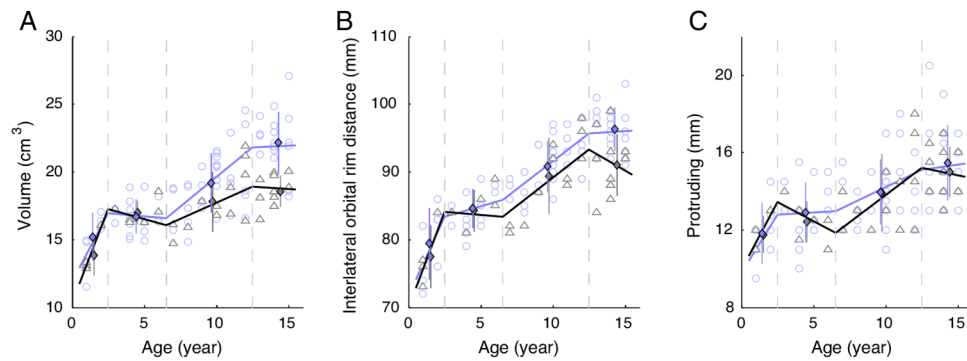 A
B
C
30
25
20
15
10
Volume (cm 3)
0 5 10 15
Age (year)
110
100
90
80
70
Interlateral orbital rim distance (mm)
0 5 10 15
Age (year)
20
16
12
8
Protruding (mm)
0 5 10 15
Age (year)